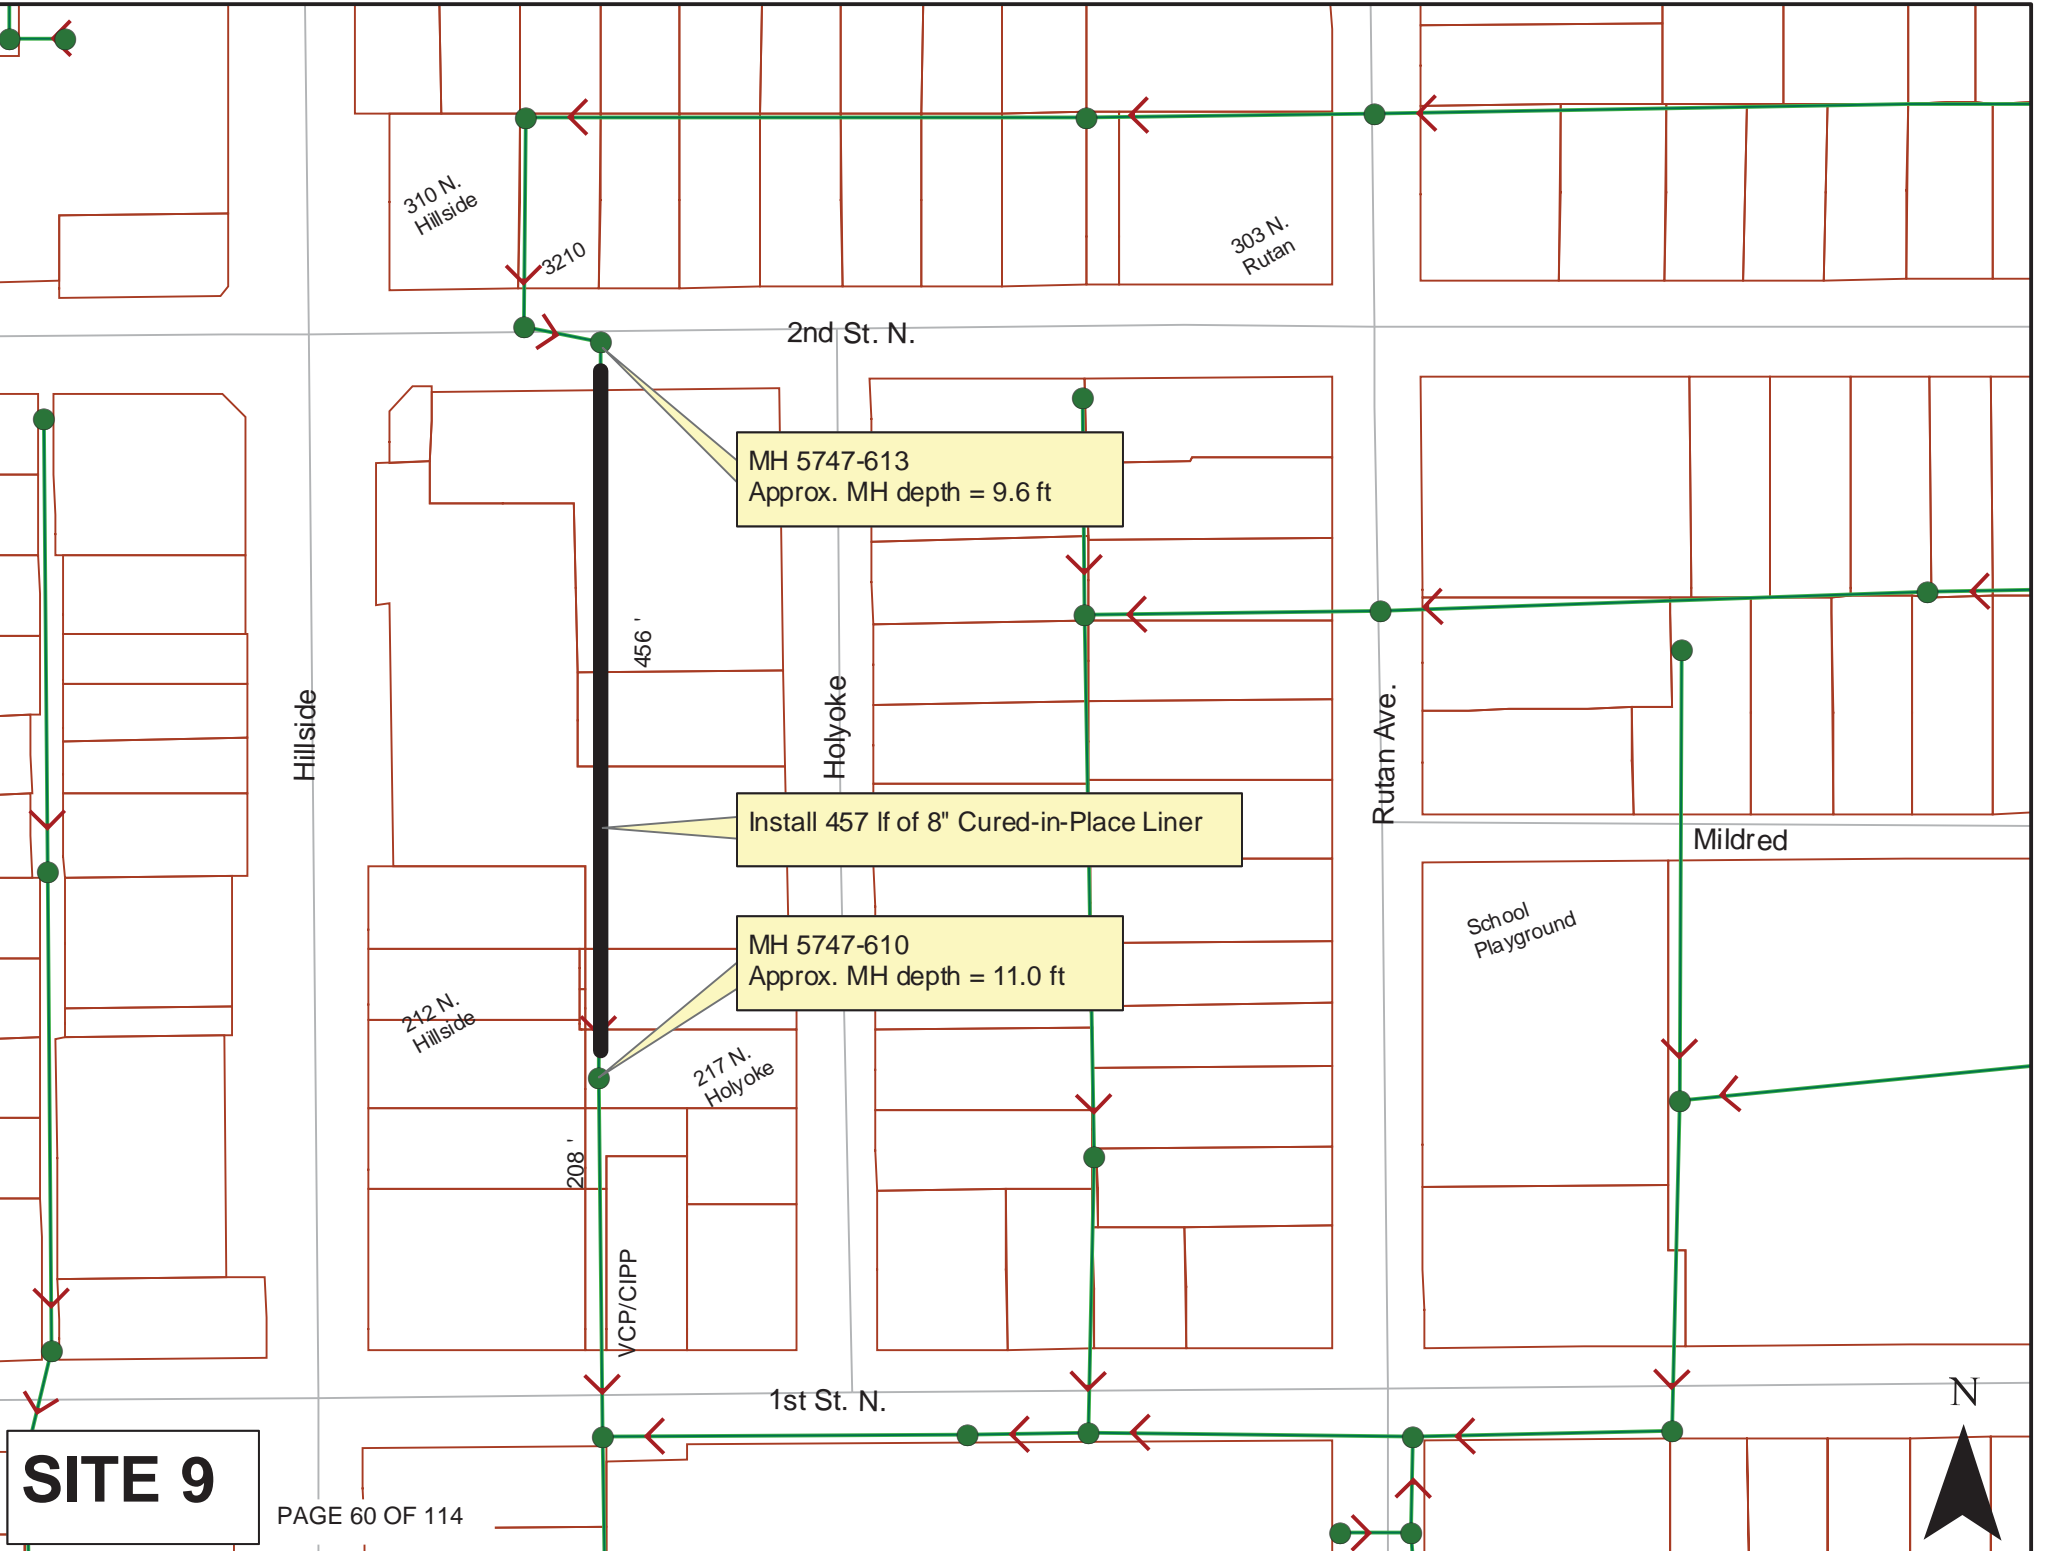 310 N.
Hillside
3210
303 N.
Rutan
2nd St. N.
MH 5747-613
Approx. MH depth = 9.6 ft
456 '
Hillside
Holyoke
Rutan Ave.
Install 457 lf of 8" Cured-in-Place Liner
Mildred
School
Playground
MH 5747-610
Approx. MH depth = 11.0 ft
212 N.
Hillside
217 N.
Holyoke
208 '
VCP/CIPP
1st St. N.
N
SITE 9
PAGE 60 OF 114